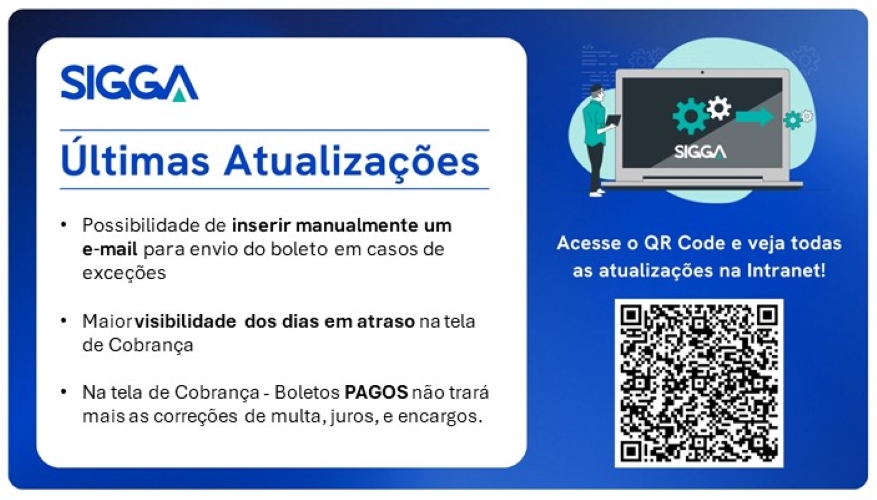 SIGGA
Últimas Atualizações
• Possibilidade de inserir manualmente um
e-mail para envio do boleto em casos de
exceções
• Maior visibilidade dos dias em atraso na tela
de Cobrança
• Na tela de Cobrança - Boletos PAGOS não trará
mais as correções de multa, juros, e encargos.
SIGGA
Acesse o QR Code e veja todas
as atualizações na Intranet!